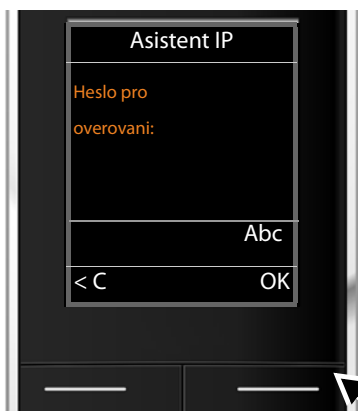 Asistent IP
Heslo pro
overovani:
Abc
< C OK